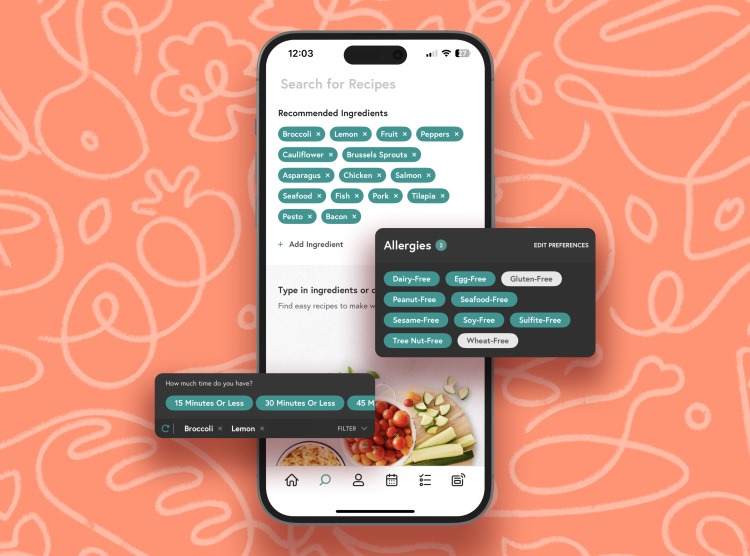 12:03
27
Search for Recipes
Recommended Ingredients
Broccoli × Lemon × Fruit × Peppers ×
Cauliflower × Brussels Sprouts ×
Asparagus × Chicken × Salmon ×
Seafood × Fish × Pork × Tilapia ×
Pesto × Bacon ×
+ Add Ingredient
Type in ingredients or
Find easy recipes to make
Allergies 2 EDIT PREFERENCES
Dairy-Free Egg-Free Gluten-Free
Peanut-Free Seafood-Free
Sesame-Free Soy-Free Sulfite-Free
Tree Nut-Free Wheat-Free
How much time do you have?
15 Minutes Or Less 30 Minutes Or Less 45 M
Broccoli × Lemon × FILTER